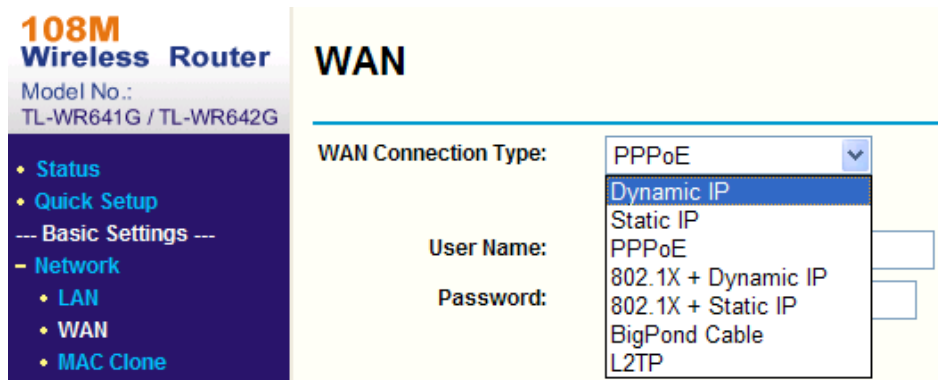 108M
Wireless Router
Model No.:
TL-WR641G / TL-WR642G
• Status
• Quick Setup
--- Basic Settings ---
– Network
• LAN
• WAN
• MAC Clone
WAN
WAN Connection Type:
PPPoE
Dynamic IP
Static IP
PPPoE
802.1X + Dynamic IP
802.1X + Static IP
BigPond Cable
L2TP
User Name:
Password: